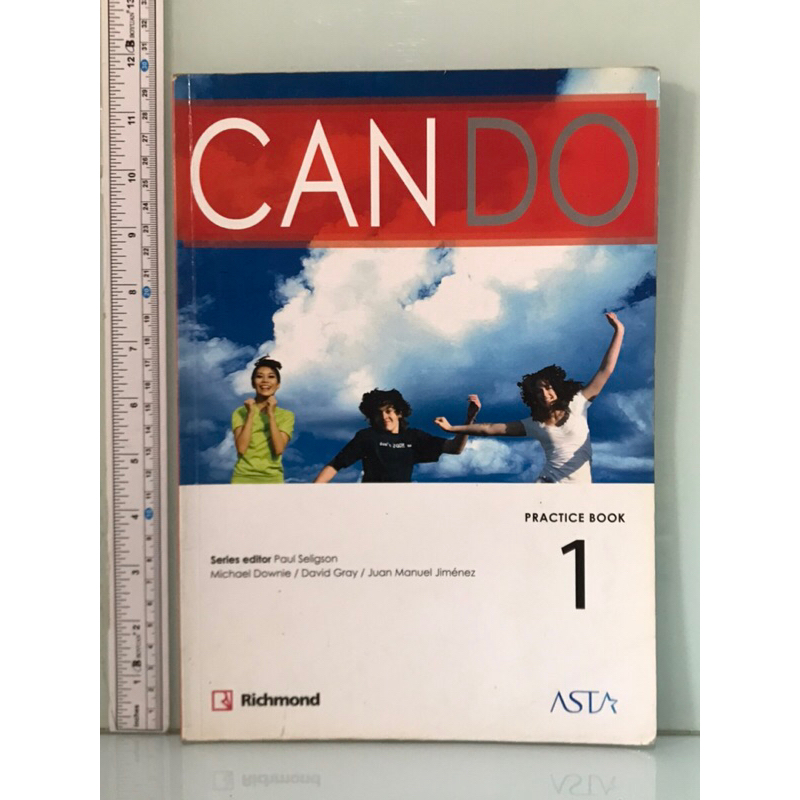 CANDO
PRACTICE BOOK
1
Series editor Paul Seligson
Michael Downie / David Gray / Juan Manuel Jiménez
Richmond
ASTA